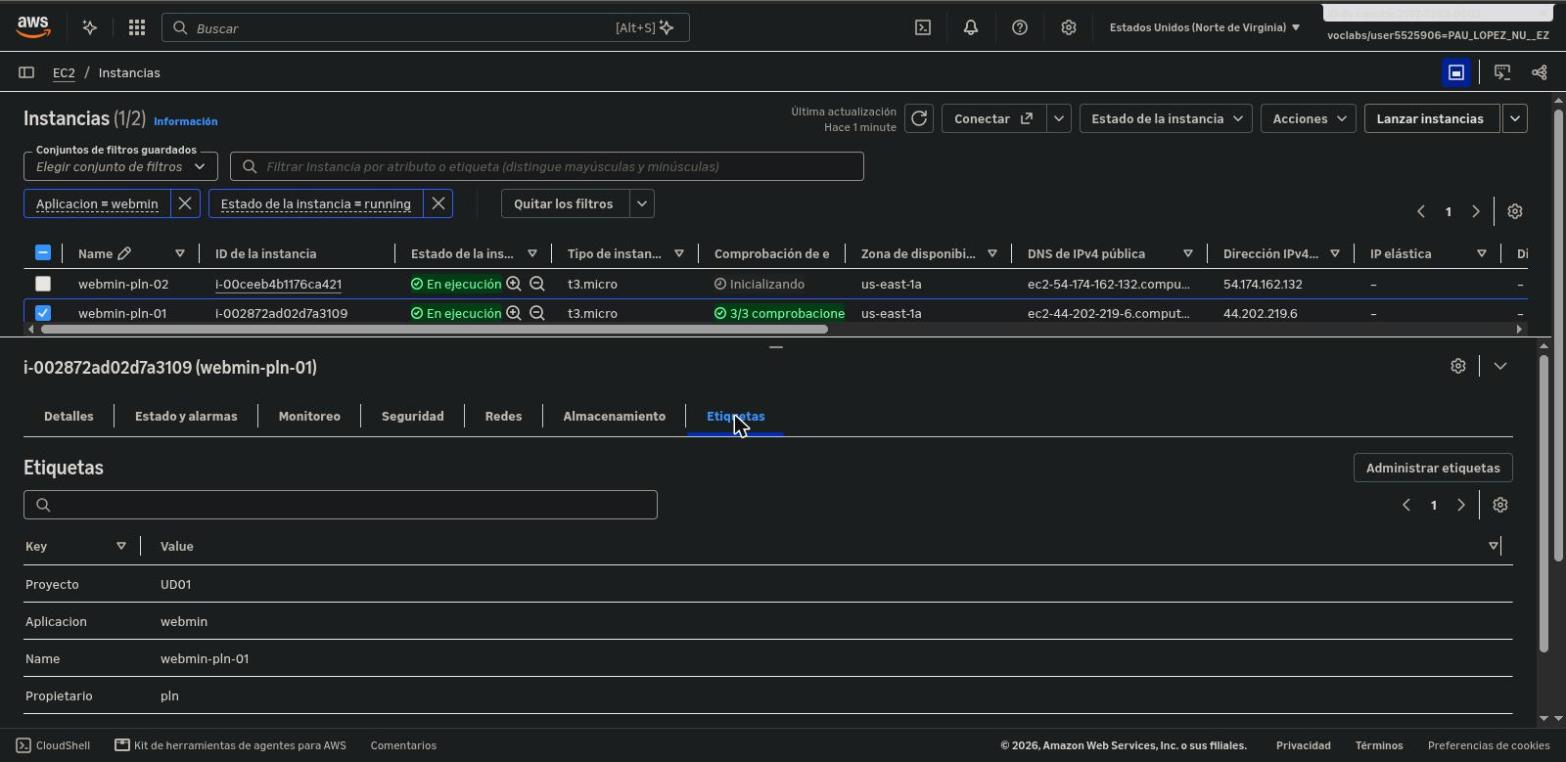 aws
Buscar [Alt+S] Estados Unidos (Norte de Virginia) ▼
voclabs/user5525906=PAU_LOPEZ_NU__EZ
EC2 / Instancias
Instancias (1/2) Información
Última actualización
Hace 1 minute
Conectar Estado de la instancia Acciones Lanzar instancias
Conjuntos de filtros guardados
Elegir conjunto de filtros Filtrar Instancia por atributo o etiqueta (distingue mayúsculas y minúsculas)
Aplicacion = webmin Estado de la instancia = running Quitar los filtros 1
Name ID de la instancia Estado de la ins... Tipo de instan... Comprobación de e Zona de disponibi... DNS de IPv4 pública Dirección IPv4... IP elástica Di
webmin-pln-02 i-00ceeb4b1176ca421 En ejecución t3.micro Inicializando us-east-1a ec2-54-174-162-132.compu... 54.174.162.132 – –
webmin-pln-01 i-002872ad02d7a3109 En ejecución t3.micro 3/3 comprobacione us-east-1a ec2-44-202-219-6.comput... 44.202.219.6 – –
i-002872ad02d7a3109 (webmin-pln-01)
Detalles Estado y alarmas Monitoreo Seguridad Redes Almacenamiento Etiquetas
Etiquetas Administrar etiquetas
1
Key Value
Proyecto UD01
Aplicacion webmin
Name webmin-pln-01
Propietario pln
CloudShell Kit de herramientas de agentes para AWS Comentarios © 2026, Amazon Web Services, Inc. o sus filiales. Privacidad Términos Preferencias de cookies